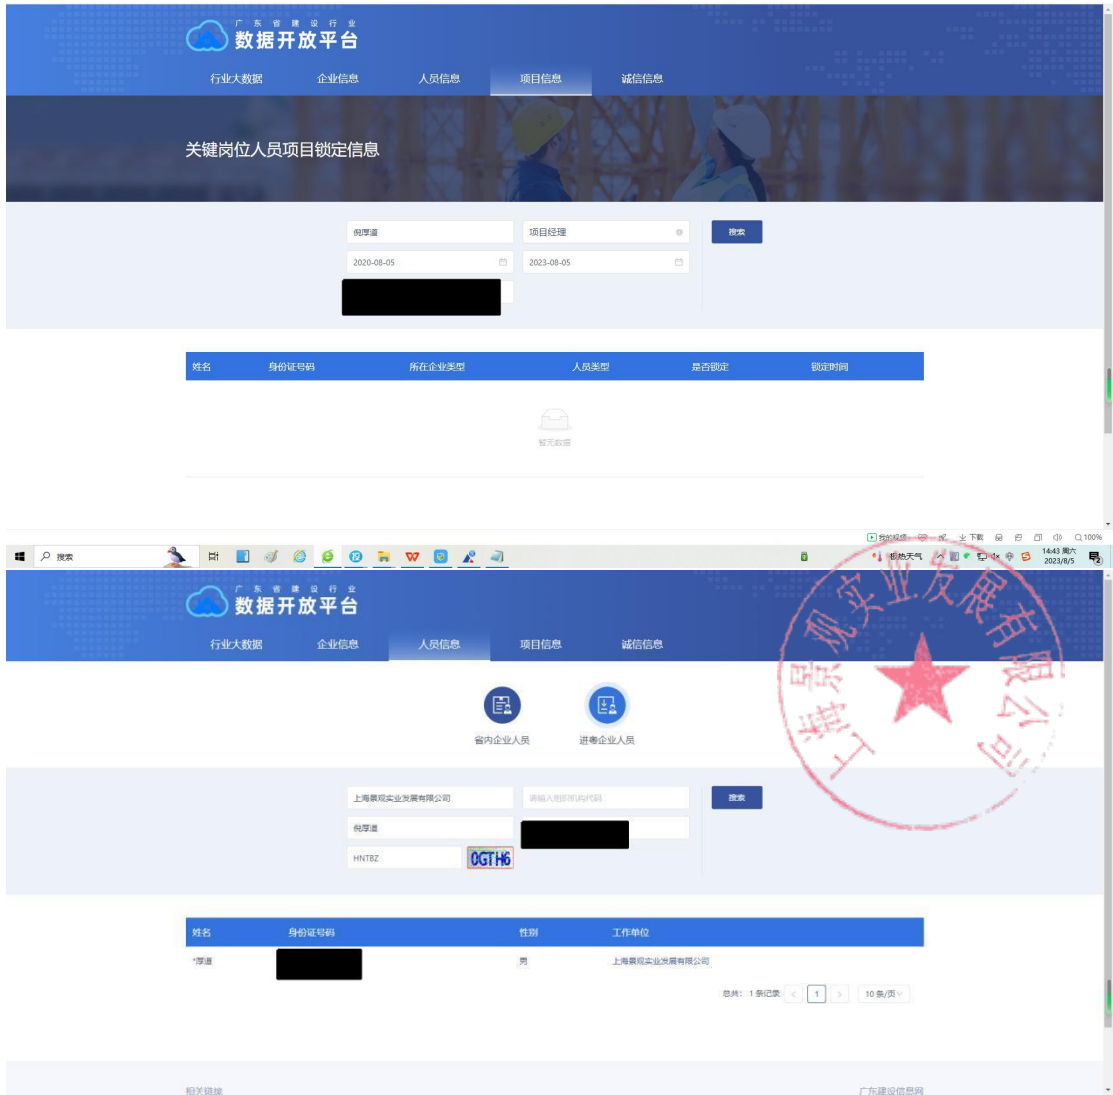 广东省建设行业
数据开放平台
行业大数据 企业信息 人员信息 项目信息 诚信信息
关键岗位人员项目锁定信息
倪厚道 项目经理 搜索
2020-08-05 2023-08-05
姓名 身份证号码 所在企业类型 人员类型 是否锁定 锁定时间
暂无数据
我的视频 下载 100%
搜索 极热天气 14:43 周六
2023/8/5
广东省建设行业
数据开放平台
行业大数据 企业信息 人员信息 项目信息 诚信信息
上海景观实业发展有限公司
省内企业人员 进粤企业人员
上海景观实业发展有限公司 请输入组织机构代码 搜索
倪厚道
HNTBZ 0GTH6
姓名 身份证号码 性别 工作单位
*厚道 男 上海景观实业发展有限公司
总共: 1 条记录 < 1 > 10 条/页
相关链接 广东建设信息网